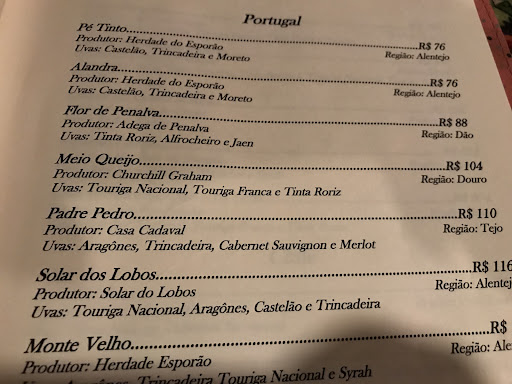 Portugal
Pé Tinto..................................................................R$ 76
Produtor: Herdade do Esporão Região: Alentejo
Uvas: Castelão, Trincadeira e Moreto
Alandra..................................................................R$ 76
Produtor: Herdade do Esporão Região: Alentejo
Uvas: Castelão, Trincadeira e Moreto
Flor de Penalva..................................................................R$ 88
Produtor: Adega de Penalva Região: Dão
Uvas: Tinta Roriz, Alfrocheiro e Jaen
Meio Queijo..................................................................R$ 104
Produtor: Churchill Graham Região: Douro
Uvas: Touriga Nacional, Touriga Franca e Tinta Roriz
Padre Pedro..................................................................R$ 110
Produtor: Casa Cadaval Região: Tejo
Uvas: Aragônes, Trincadeira, Cabernet Sauvignon e Merlot
Solar dos Lobos..................................................................R$ 116
Produtor: Solar do Lobos Região: Alentej
Uvas: Touriga Nacional, Aragônes, Castelão e Trincadeira
Monte Velho..................................................................R$
Produtor: Herdade Esporão Região: Ale
Uvas: Aragônes, Trincadeira Touriga Nacional e Syrah